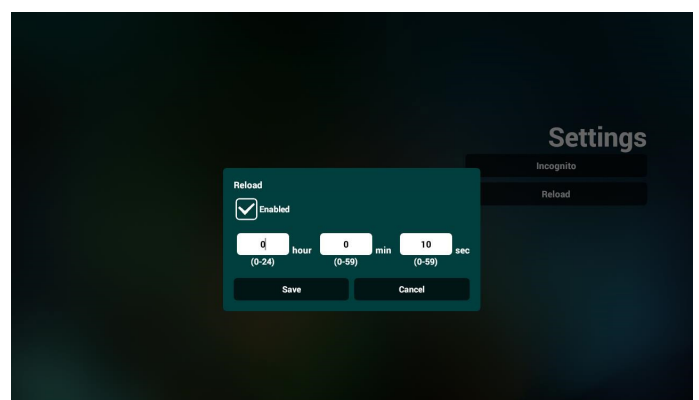 Settings
Incognito
Reload
Reload
Enabled
0 hour 0 min 10 sec
(0-24) (0-59) (0-59)
Save Cancel